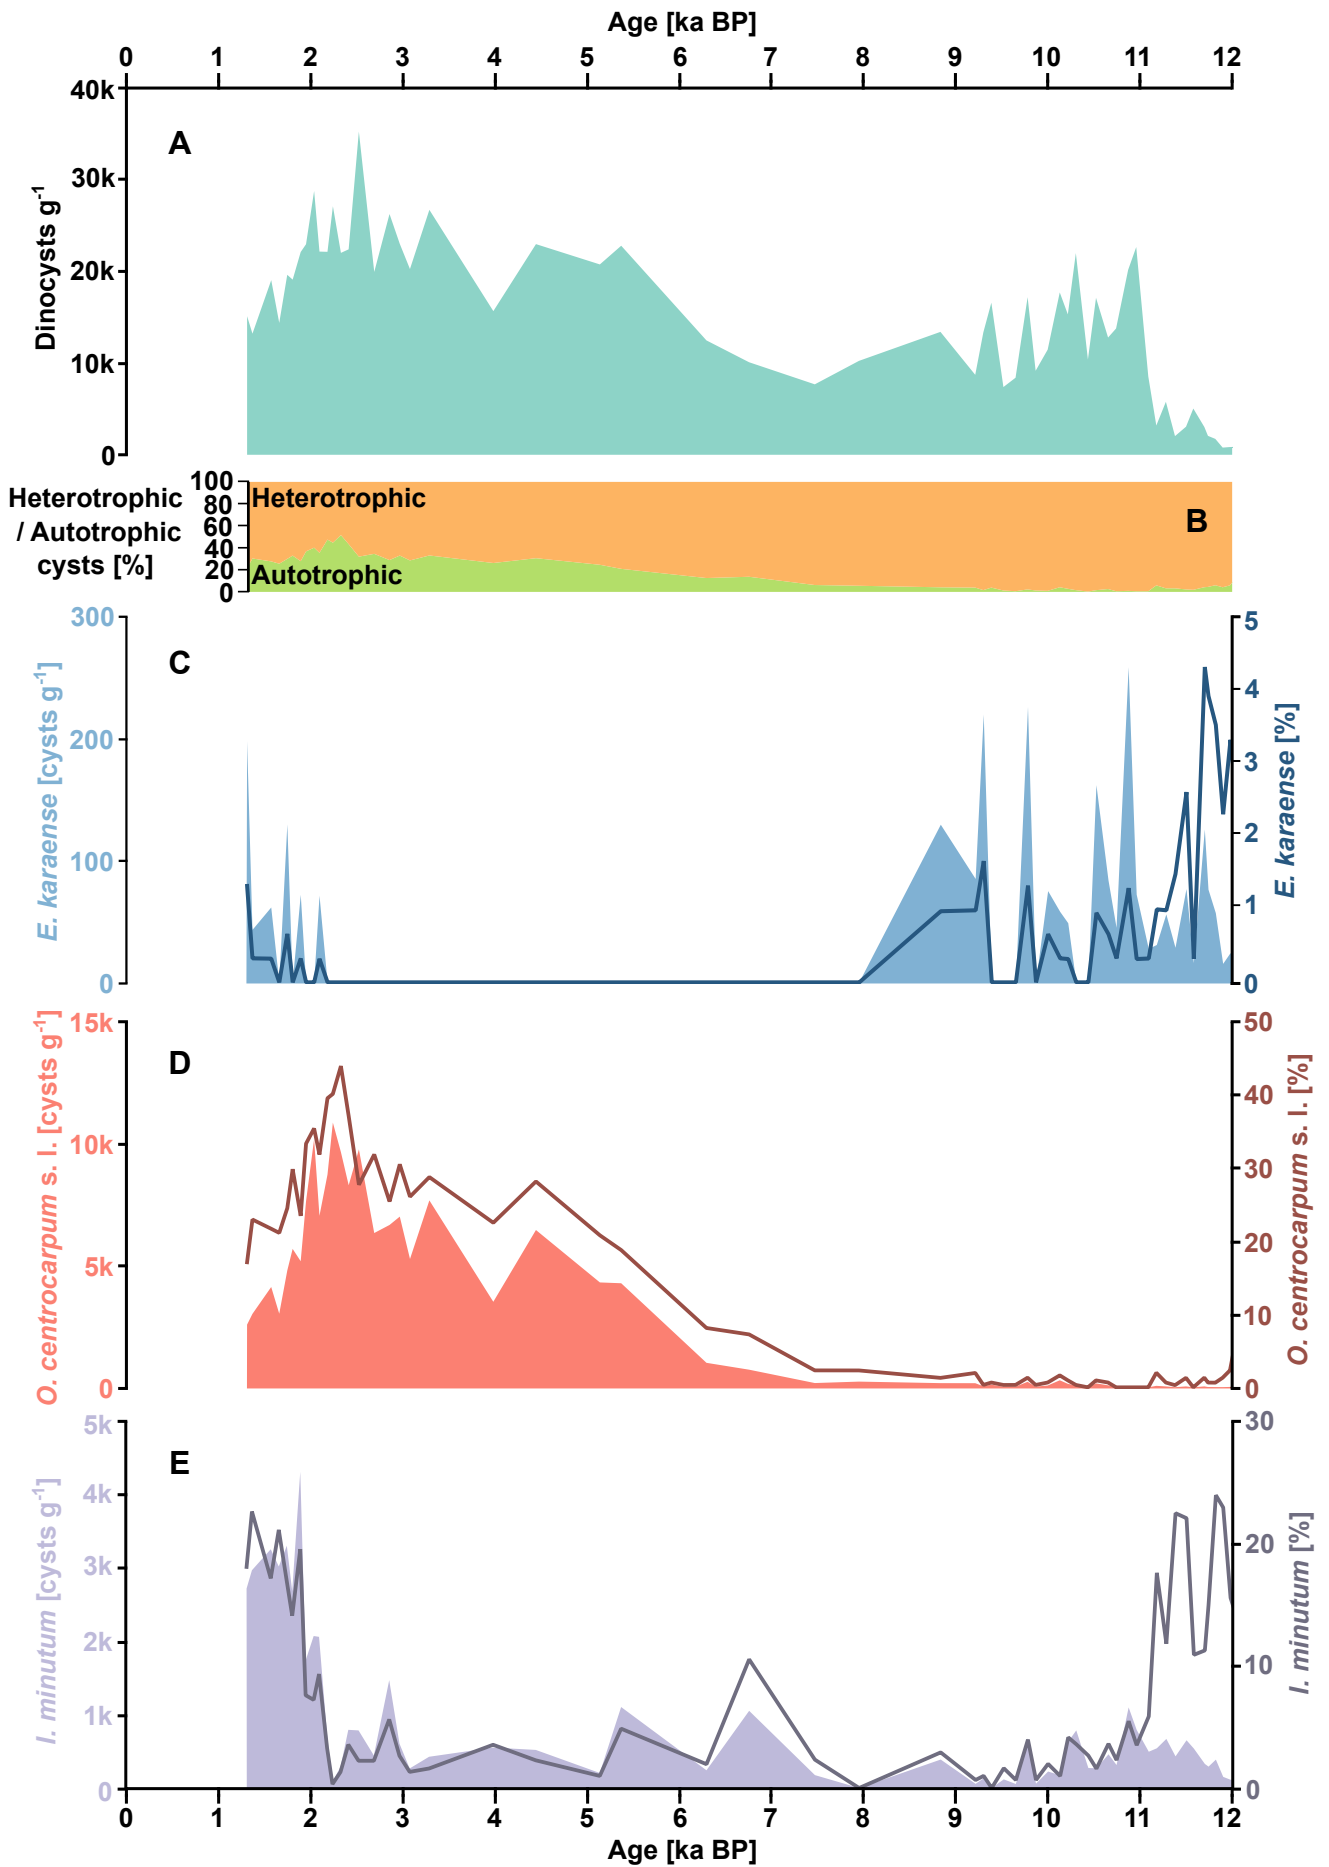 Age [ka BP]
0 1 2 3 4 5 6 7 8 9 10 11 12
A
Dinocysts g⁻¹
40k
30k
20k
10k
0
B
Heterotrophic
/ Autotrophic
cysts [%]
100
80
60
40
20
0
Heterotrophic
Autotrophic
C
E. karaense [cysts g⁻¹]
300
200
100
0
5
4
3
2
1
0
E. karaense [%]
D
O. centrocarpum s. l. [cysts g⁻¹]
15k
10k
5k
0
50
40
30
20
10
0
O. centrocarpum s. l. [%]
E
I. minutum [cysts g⁻¹]
5k
4k
3k
2k
1k
0
30
20
10
0
I. minutum [%]
0 1 2 3 4 5 6 7 8 9 10 11 12
Age [ka BP]